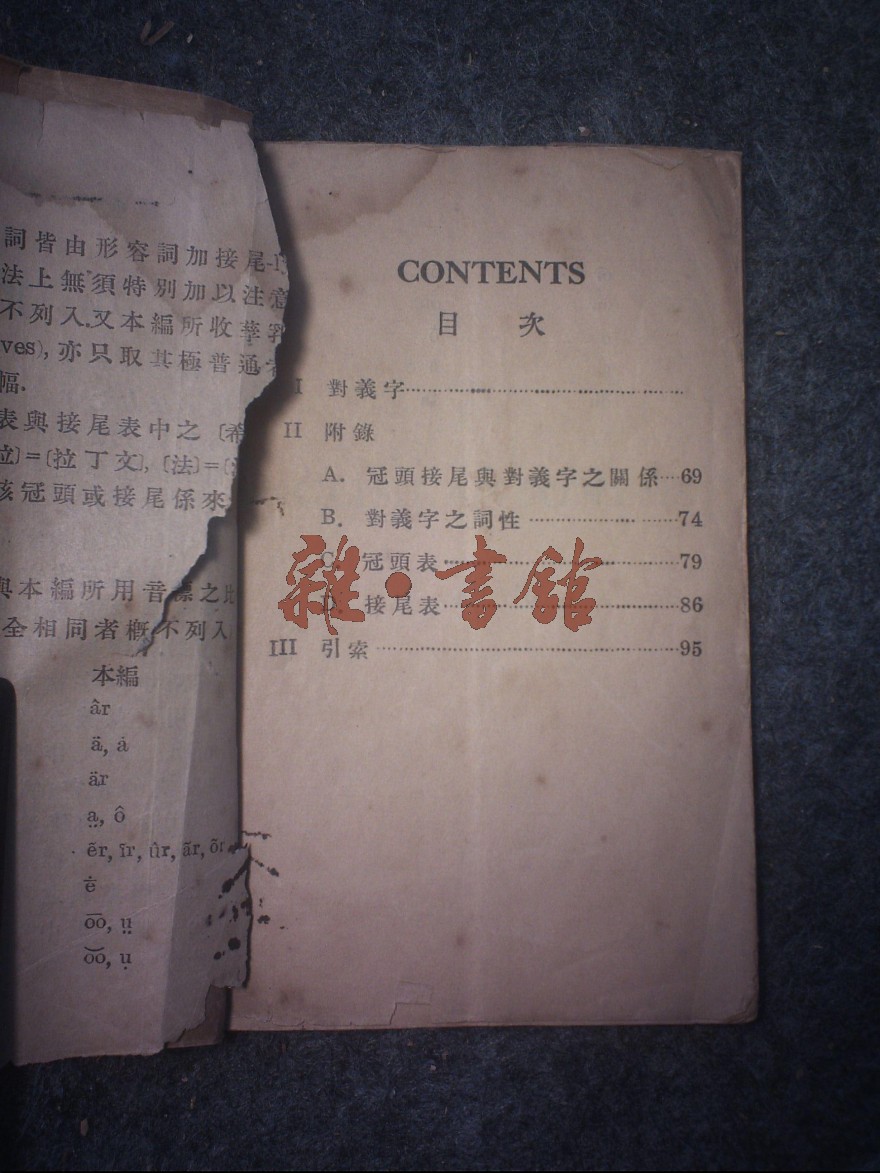 詞皆由形容詞加接尾
法上無須特別加以注意
不列入.又本編所收
ves), 亦只取其極普通
幅.
表與接尾表中之〔希
〕=〔拉丁文〕,〔法〕=
冠頭或接尾係來
與本編所用音標之比
全相同者概不列入
本編
âr
ä, á
är
a̤, ô
ẽr, ĩr, ûr, ãr, õr
ė
o͞o, ṳ
o͝o, ụ
CONTENTS
目 次
I 對義字
II 附錄
A. 冠頭接尾與對義字之關係 69
B. 對義字之詞性 74
C. 冠頭表 79
D. 接尾表 86
III 引索 95
雜·書館